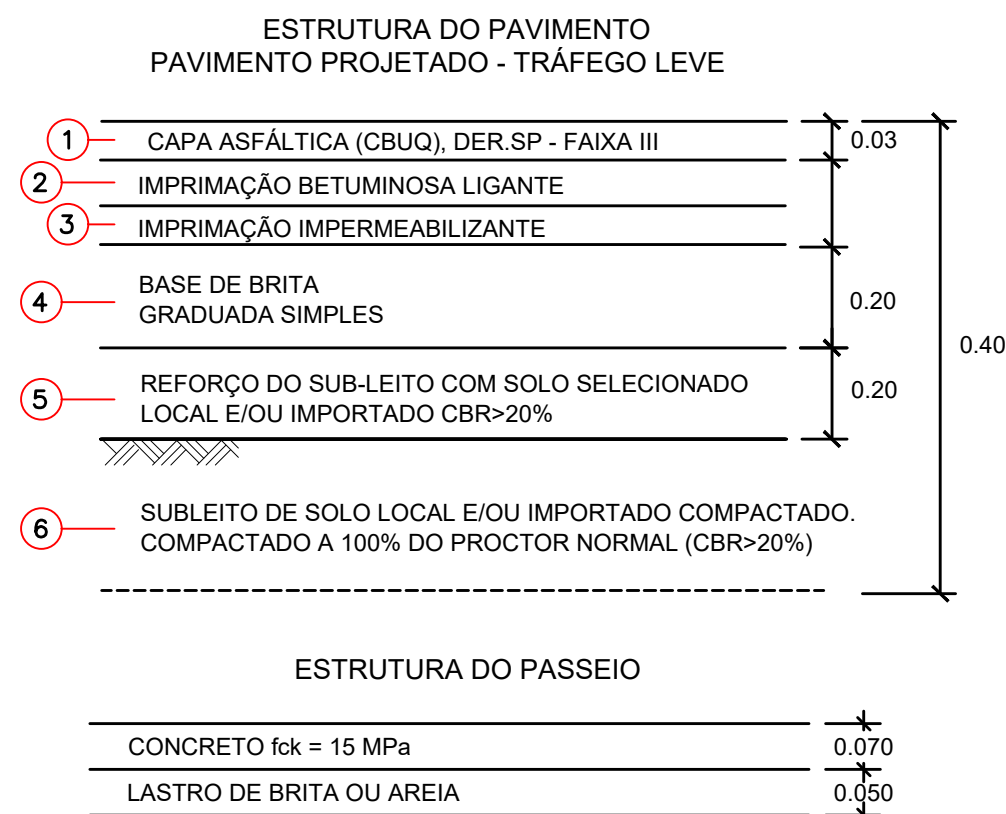 ESTRUTURA DO PAVIMENTO
PAVIMENTO PROJETADO - TRÁFEGO LEVE
1 CAPA ASFÁLTICA (CBUQ), DER.SP - FAIXA III 0.03
2 IMPRIMAÇÃO BETUMINOSA LIGANTE
3 IMPRIMAÇÃO IMPERMEABILIZANTE
4 BASE DE BRITA
GRADUADA SIMPLES
0.20
0.40
5 REFORÇO DO SUB-LEITO COM SOLO SELECIONADO
LOCAL E/OU IMPORTADO CBR>20%
0.20
6 SUBLEITO DE SOLO LOCAL E/OU IMPORTADO COMPACTADO.
COMPACTADO A 100% DO PROCTOR NORMAL (CBR>20%)
ESTRUTURA DO PASSEIO
CONCRETO fck = 15 MPa 0.070
LASTRO DE BRITA OU AREIA 0.050